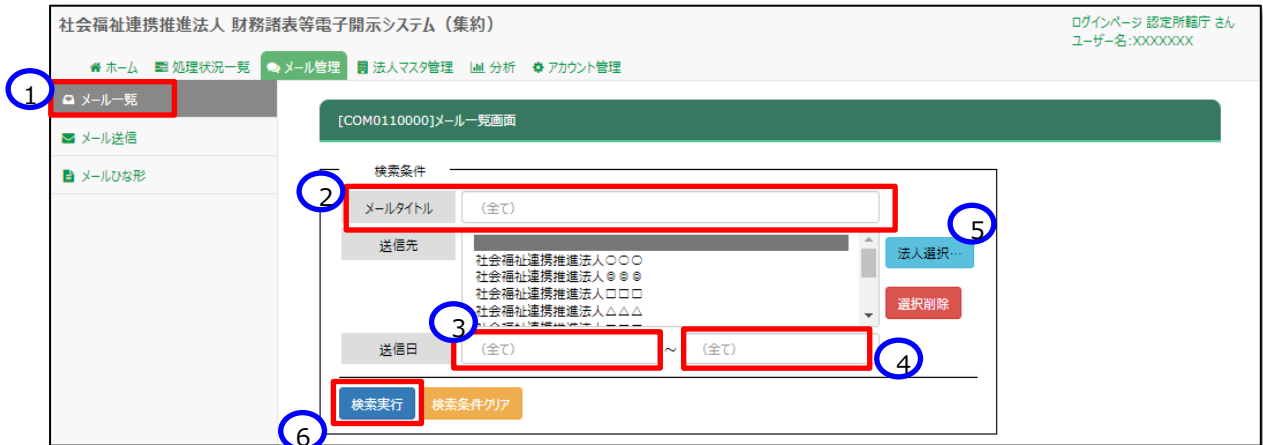 社会福祉連携推進法人 財務諸表等電子開示システム（集約）
ログインページ 認定所轄庁 さん
ユーザー名:XXXXXXX
ホーム 処理状況一覧 メール管理 法人マスタ管理 分析 アカウント管理
1
メール一覧
メール送信
メールひな形
[COM0110000]メール一覧画面
検索条件
2
メールタイトル (全て)
5
送信先
社会福祉連携推進法人○○○
社会福祉連携推進法人◎◎◎
社会福祉連携推進法人□□□
社会福祉連携推進法人△△△
法人選択…
選択削除
3
送信日 (全て) ～ (全て)
4
検索実行 検索条件クリア
6